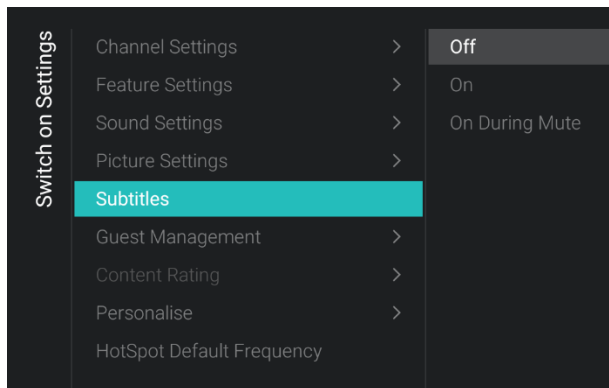 Switch on Settings
Channel Settings
Feature Settings
Sound Settings
Picture Settings
Subtitles
Guest Management
Content Rating
Personalise
HotSpot Default Frequency
Off
On
On During Mute